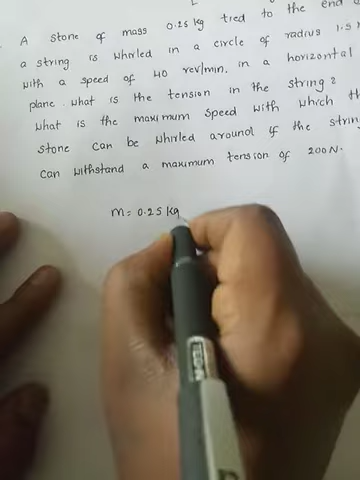 A stone of mass 0.25 kg tied to the end o
a string is whirled in a circle of radius 1.5 m
with a speed of 40 rev/min. in a horizontal
plane. what is the tension in the string?
what is the maximum speed with which th
stone can be whirled around if the strin
can withstand a maximum tension of 200N.
m = 0.25 kg